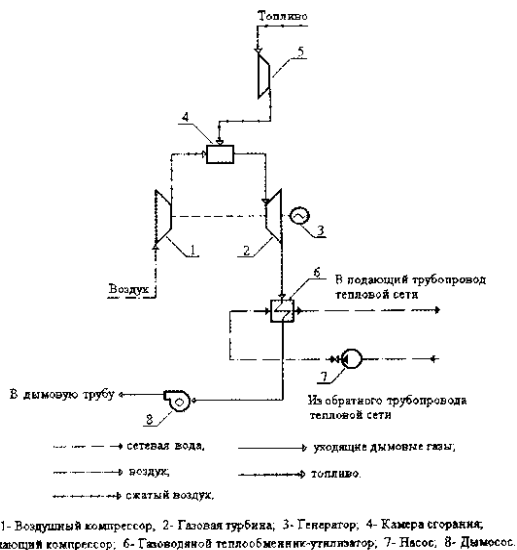 Топливо
5
4
1
2
3
Воздух
6
В подающий трубопровод
тепловой сети
7
В дымовую трубу
8
Из обратного трубопровода
тепловой сети
сетевая вода,
уходящие дымовые газы;
воздух;
топливо.
сжатый воздух,
1- Воздушный компрессор, 2- Газовая турбина; 3- Генератор; 4- Камера сгорания;
компрессор; 6- Газоводяной теплообменник-утилизатор; 7- Насос; 8- Дымосос.